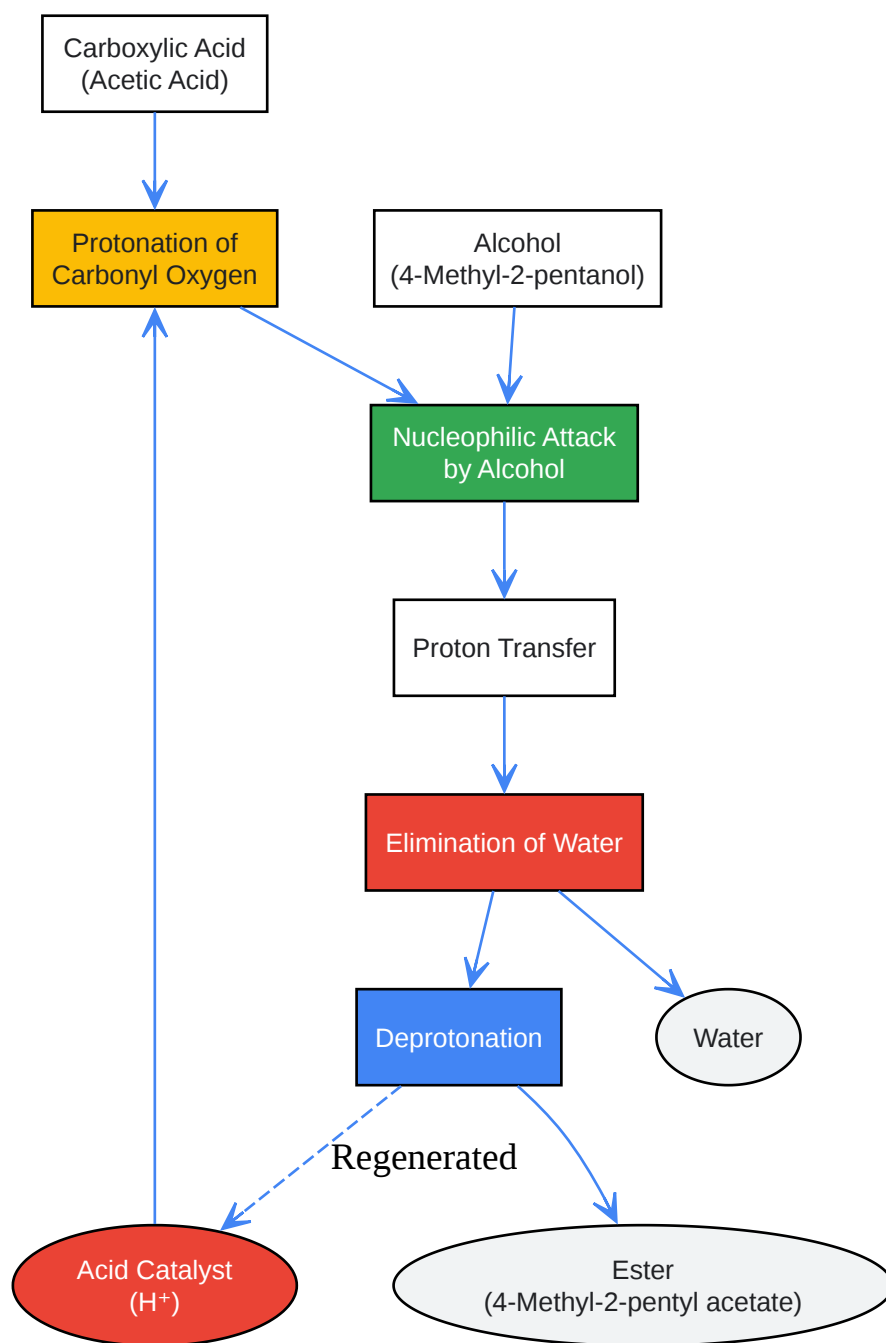 Carboxylic Acid
(Acetic Acid)
Protonation of
Carbonyl Oxygen
Alcohol
(4-Methyl-2-pentanol)
Nucleophilic Attack
by Alcohol
Proton Transfer
Elimination of Water
Deprotonation
Water
Regenerated
Acid Catalyst
(H⁺)
Ester
(4-Methyl-2-pentyl acetate)